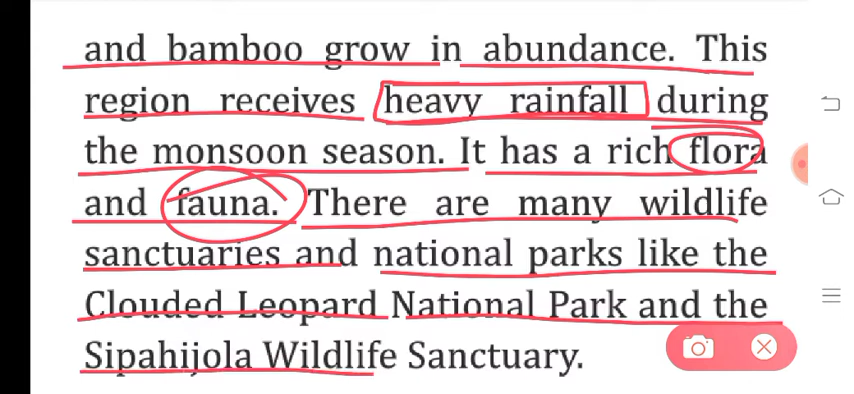 and bamboo grow in abundance. This
region receives heavy rainfall during
the monsoon season. It has a rich flora
and fauna. There are many wildlife
sanctuaries and national parks like the
Clouded Leopard National Park and the
Sipahijola Wildlife Sanctuary.